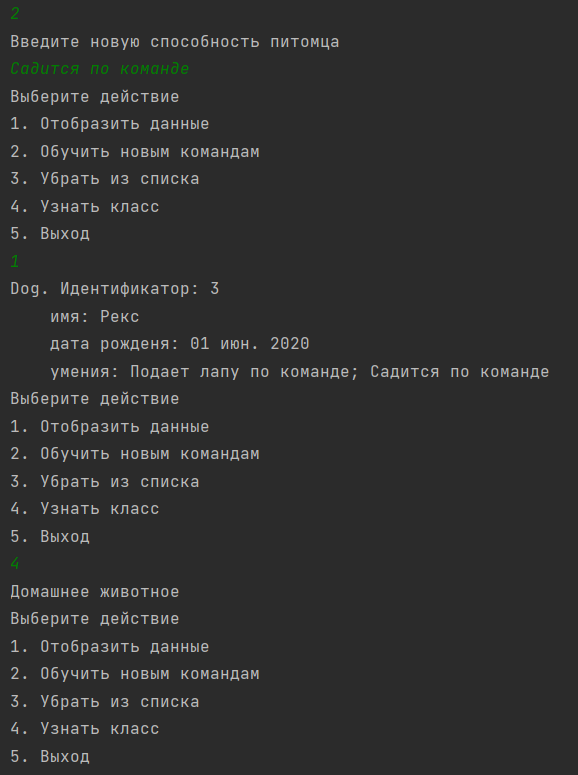 2
Введите новую способность питомца
Садится по команде
Выберите действие
1. Отобразить данные
2. Обучить новым командам
3. Убрать из списка
4. Узнать класс
5. Выход
1
Dog. Идентификатор: 3
имя: Рекс
дата рожденя: 01 июн. 2020
умения: Подает лапу по команде; Садится по команде
Выберите действие
1. Отобразить данные
2. Обучить новым командам
3. Убрать из списка
4. Узнать класс
5. Выход
4
Домашнее животное
Выберите действие
1. Отобразить данные
2. Обучить новым командам
3. Убрать из списка
4. Узнать класс
5. Выход